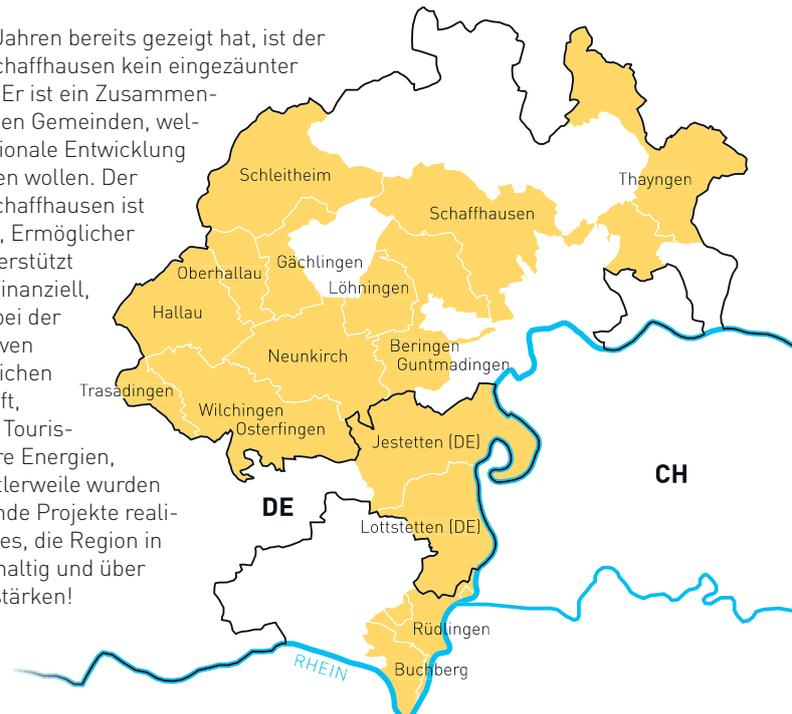 Jahren bereits gezeigt hat, ist der
chaffhausen kein eingezäunter
Er ist ein Zusammen-
en Gemeinden, wel-
ionale Entwicklung
en wollen. Der
chaffhausen ist
, Ermöglicher
erstützt
inanziell,
bei der
ven
lichen
ft,
Touris-
re Energien,
tlerweile wurden
nde Projekte reali-
es, die Region in
haltig und über
stärken!
Schleitheim
Thayngen
Schaffhausen
Oberhallau
Gächlingen
Löhningen
Hallau
Neunkirch
Beringen
Guntmadingen
Trasadingen
Wilchingen
Osterfingen
Jestetten (DE)
CH
DE
Lottstetten (DE)
Rüdlingen
RHEIN
Buchberg